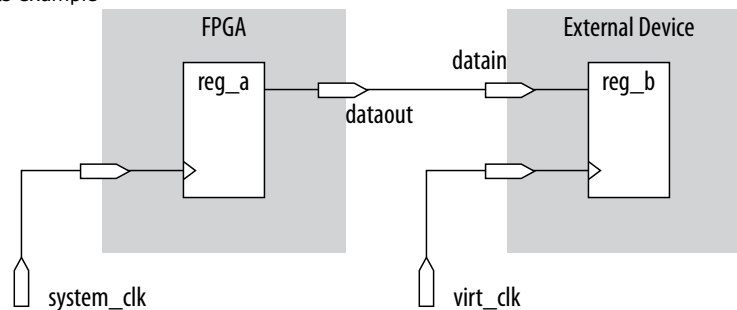 FPGA
External Device
datain
reg_a
reg_b
dataout
system_clk
virt_clk